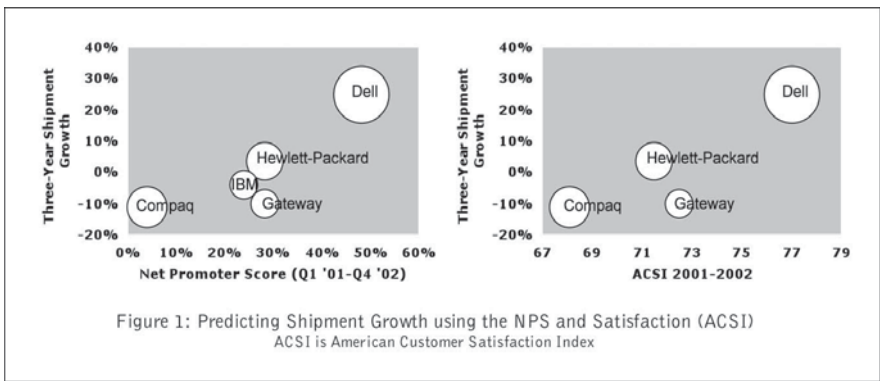 40%
30%
20%
10%
0%
-10%
-20%
Three-Year Shipment
Growth
Dell
Hewlett-Packard
IBM
Gateway
Compaq
0% 10% 20% 30% 40% 50% 60%
Net Promoter Score (Q1 '01-Q4 '02)
40%
30%
20%
10%
0%
-10%
-20%
Three-Year Shipment
Growth
Dell
Hewlett-Packard
Gateway
Compaq
67 69 71 73 75 77 79
ACSI 2001-2002
Figure 1: Predicting Shipment Growth using the NPS and Satisfaction (ACSI)
ACSI is American Customer Satisfaction Index